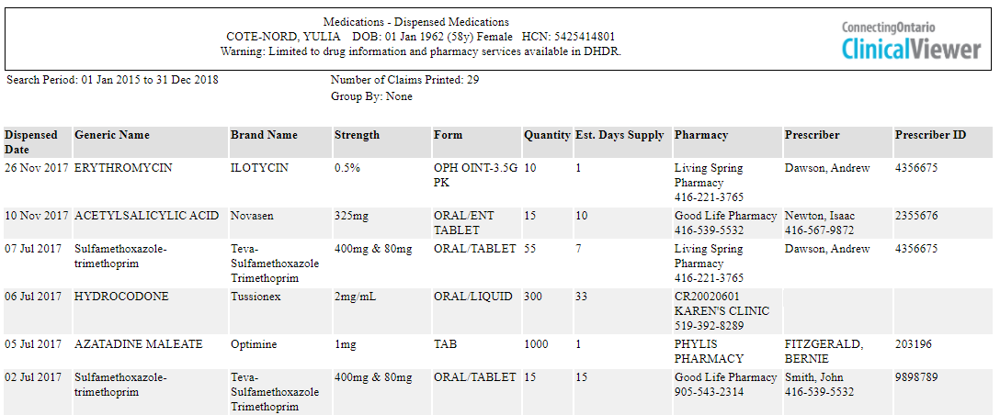 Medications - Dispensed Medications
COTE-NORD, YULIA DOB: 01 Jan 1962 (58y) Female HCN: 5425414801
Warning: Limited to drug information and pharmacy services available in DHDR.
ConnectingOntario
ClinicalViewer
Search Period: 01 Jan 2015 to 31 Dec 2018 Number of Claims Printed: 29
Group By: None
Dispensed Generic Name Brand Name Strength Form Quantity Est. Days Supply Pharmacy Prescriber Prescriber ID
Date
26 Nov 2017 ERYTHROMYCIN ILOTYCIN 0.5% OPH OINT-3.5G 10 1 Living Spring Dawson, Andrew 4356675
PK Pharmacy
416-221-3765
10 Nov 2017 ACETYLSALICYLIC ACID Novasen 325mg ORAL/ENT 15 10 Good Life Pharmacy Newton, Isaac 2355676
TABLET 416-539-5532 416-567-9872
07 Jul 2017 Sulfamethoxazole- Teva- 400mg & 80mg ORAL/TABLET 55 7 Living Spring Dawson, Andrew 4356675
trimethoprim Sulfamethoxazole Pharmacy
Trimethoprim 416-221-3765
06 Jul 2017 HYDROCODONE Tussionex 2mg/mL ORAL/LIQUID 300 33 CR20020601
KAREN'S CLINIC
519-392-8289
05 Jul 2017 AZATADINE MALEATE Optimine 1mg TAB 1000 1 PHYLIS FITZGERALD, 203196
PHARMACY BERNIE
02 Jul 2017 Sulfamethoxazole- Teva- 400mg & 80mg ORAL/TABLET 15 15 Good Life Pharmacy Smith, John 9898789
trimethoprim Sulfamethoxazole 905-543-2314 416-539-5532
Trimethoprim